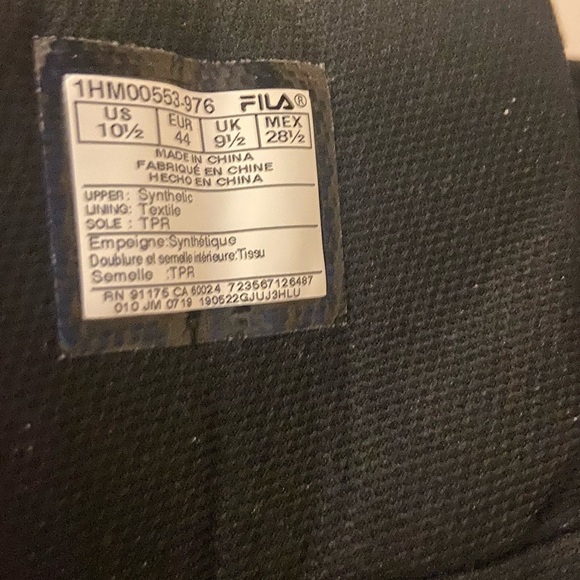 1HM00553-976 FILA®
US EUR UK MEX
10½ 44 9½ 28½
MADE IN CHINA
FABRIQUÉ EN CHINE
HECHO EN CHINA
UPPER: Synthetic
LINING: Textile
SOLE : TPR
Empeigne:Synthétique
Doublure et semelle intérieure:Tissu
Semelle :TPR
RN 91175 CA 60024 723567126487
010 JM 0719 190522GJUJ3HLU